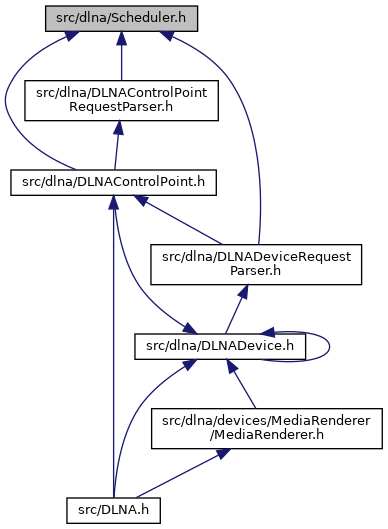 src/dlna/Scheduler.h
src/dlna/DLNAControlPoint
RequestParser.h
src/dlna/DLNAControlPoint.h
src/dlna/DLNADeviceRequest
Parser.h
src/dlna/DLNADevice.h
src/dlna/devices/MediaRenderer
/MediaRenderer.h
src/DLNA.h